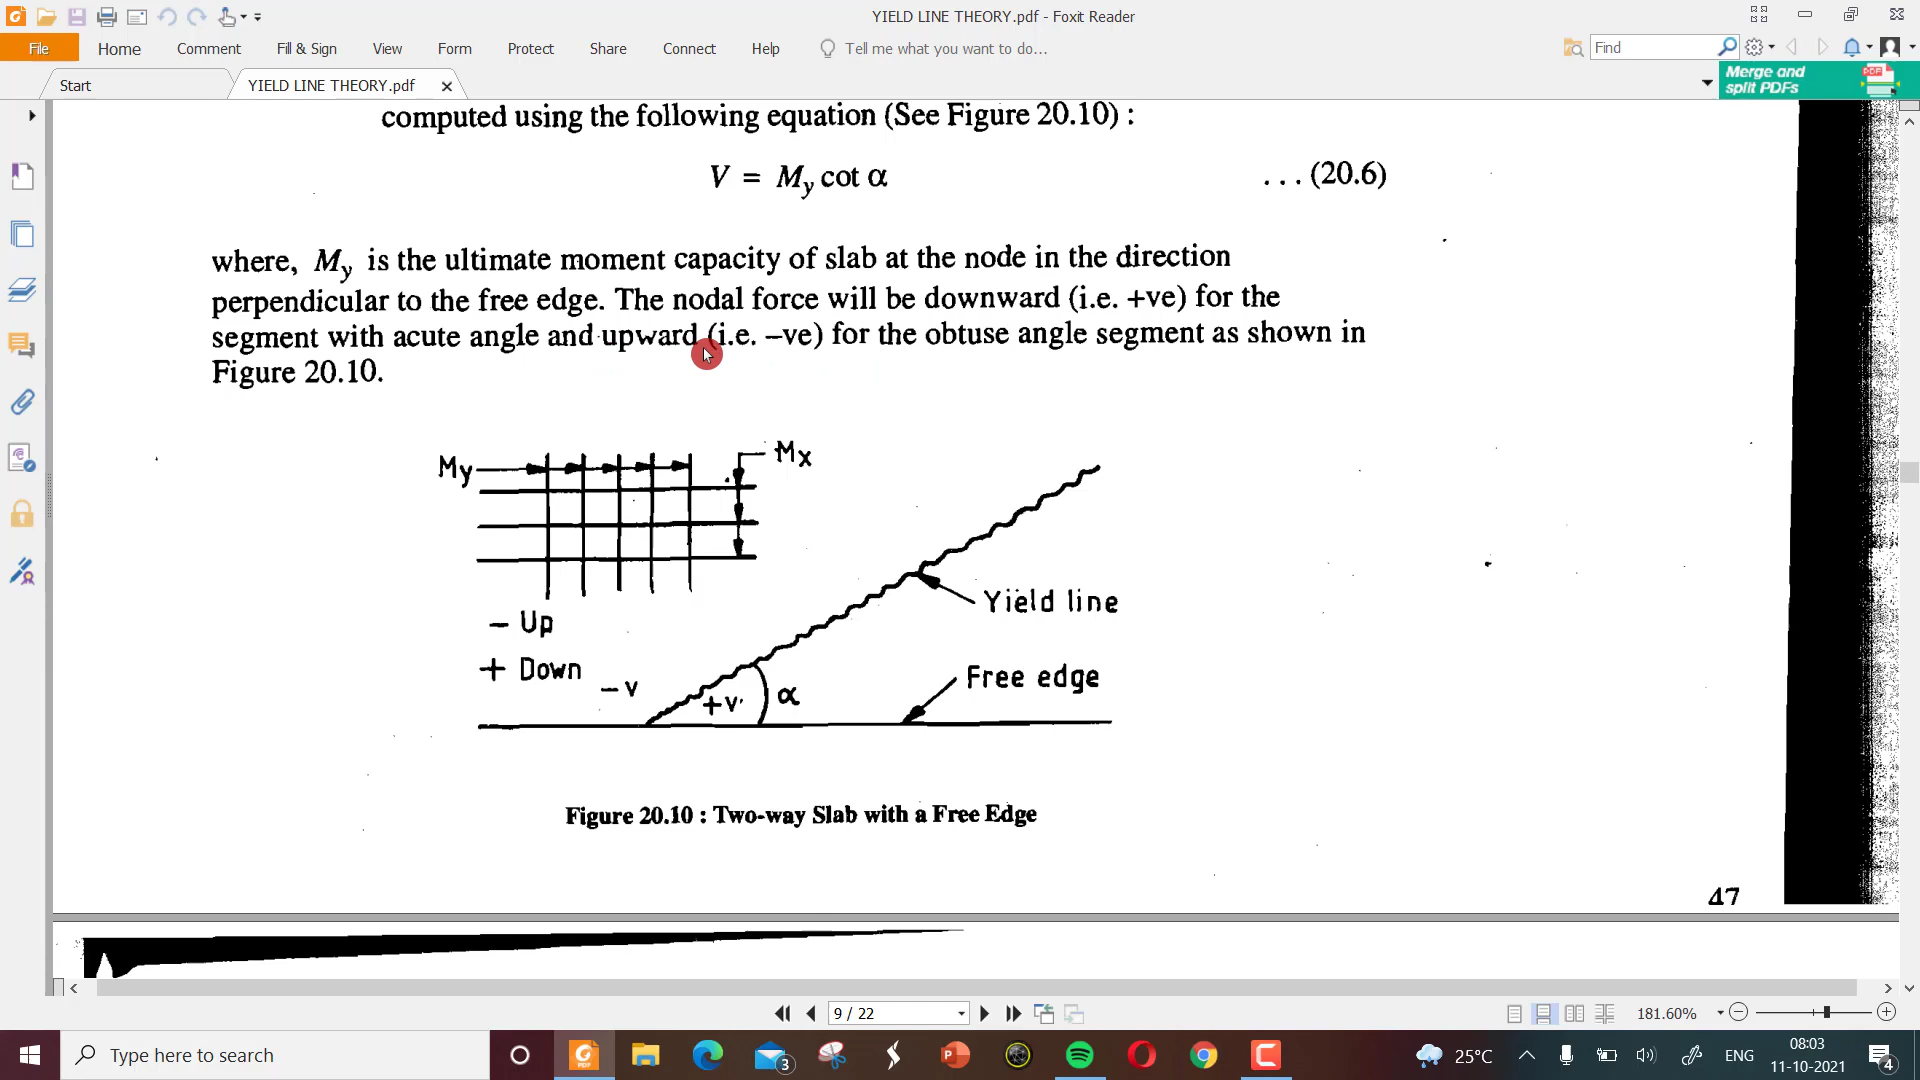 YIELD LINE THEORY.pdf - Foxit Reader
File Home Comment Fill & Sign View Form Protect Share Connect Help Tell me what you want to do... Find
Start YIELD LINE THEORY.pdf
Merge and
split PDFs
PDF
computed using the following equation (See Figure 20.10) :
V = My cot α ... (20.6)
where, My is the ultimate moment capacity of slab at the node in the direction
perpendicular to the free edge. The nodal force will be downward (i.e. +ve) for the
segment with acute angle and upward (i.e. –ve) for the obtuse angle segment as shown in
Figure 20.10.
My Mx
Yield line
– Up
+ Down
– v
+v
α
Free edge
Figure 20.10 : Two-way Slab with a Free Edge
47
9 / 22 181.60%
Type here to search
3
25°C
ENG
08:03
11-10-2021
4